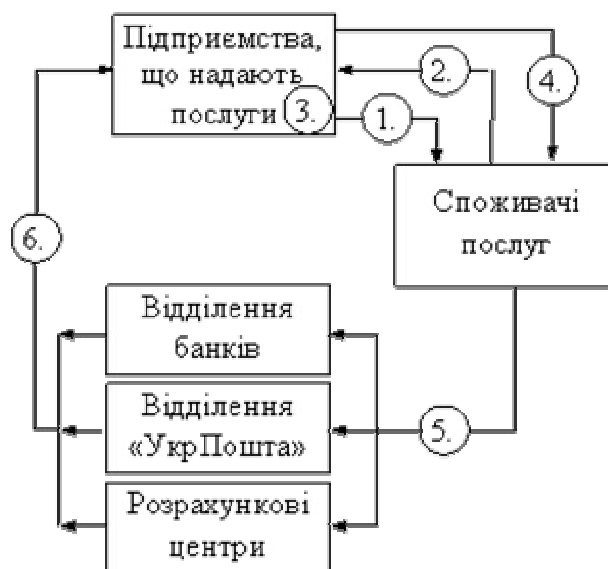 Підприємства,
що надають
послуги 3.
1.
2.
4.
Споживачі
послуг
6.
Відділення
банків
Відділення
«УкрПошта»
5.
Розрахункові
центри